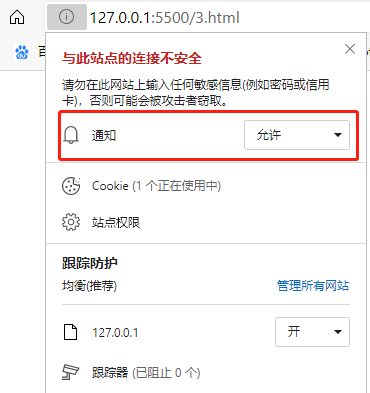 127.0.0.1:5500/3.html
百
与此站点的连接不安全
请勿在此网站上输入任何敏感信息(例如密码或信用
卡)，否则可能会被攻击者窃取。
通知 允许
Cookie (1 个正在使用中)
站点权限
跟踪防护
均衡(推荐) 管理所有网站
127.0.0.1 开
跟踪器 (已阻止 0 个)